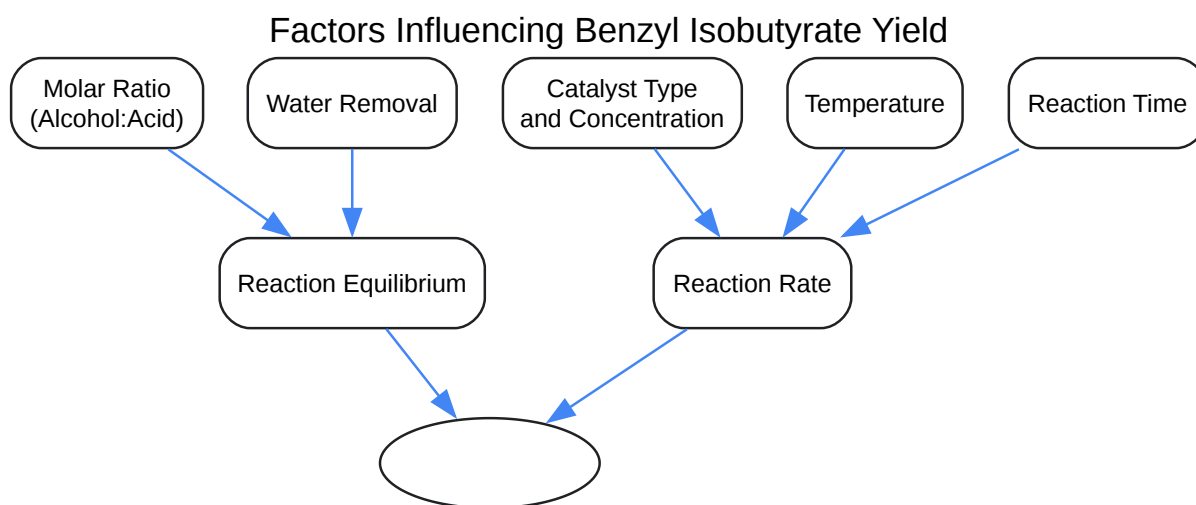 Factors Influencing Benzyl Isobutyrate Yield
Molar Ratio
(Alcohol:Acid)
Water Removal
Catalyst Type
and Concentration
Temperature
Reaction Time
Reaction Equilibrium
Reaction Rate